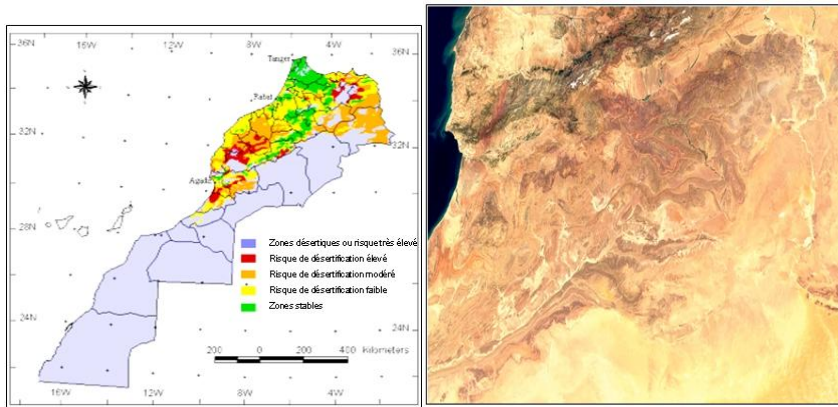 16W 12W 8W 4W
36N
36N
Tanger
Rabat
32N
32N
Agadir
28N
28N
Zones désertiques ou risque très élevé
Risque de désertification élevé
Risque de désertification modéré
Risque de désertification faible
Zones stables
24N
24N
200 0 200 400 Kilometers
16W 12W 8W 4W